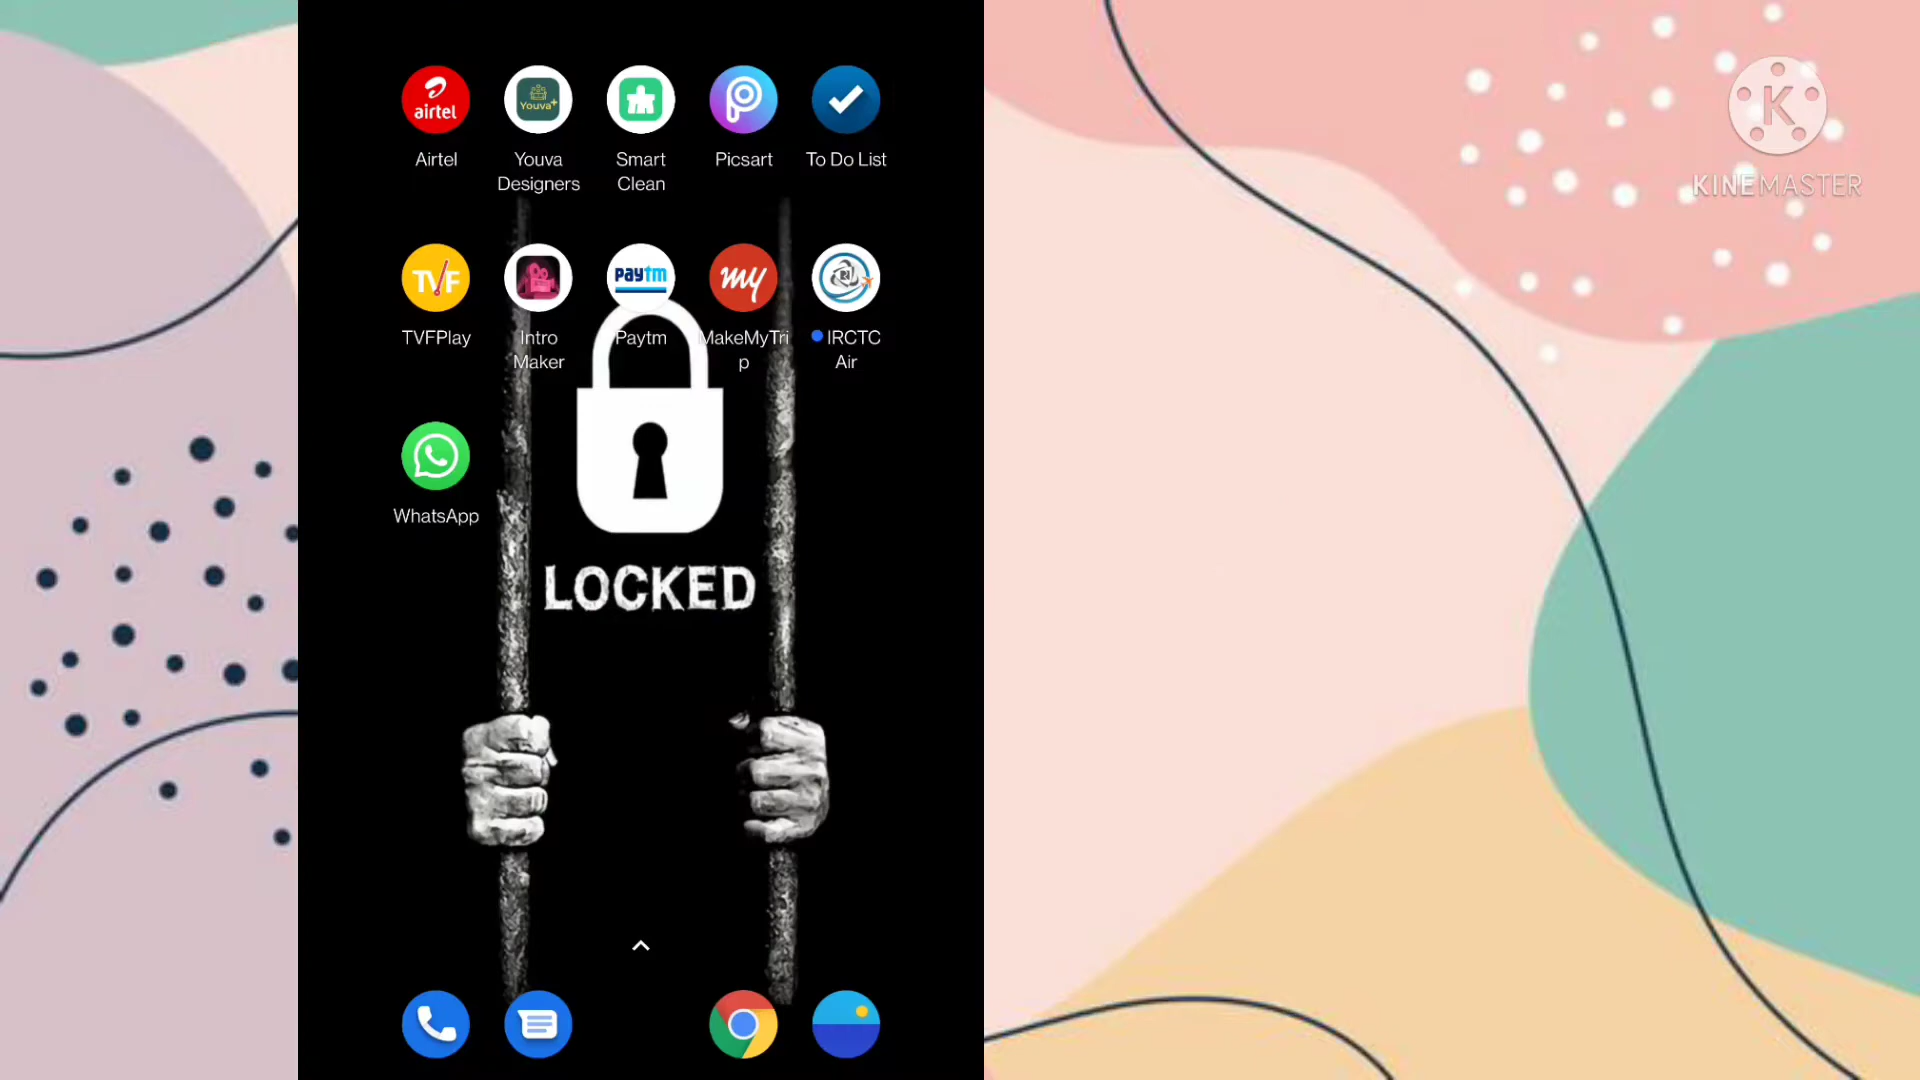 airtel
Youva+
paytm
my
TVF
Airtel
Youva
Designers
Smart
Clean
Picsart
To Do List
TVFPlay
Intro
Maker
Paytm
MakeMyTri
p
IRCTC
Air
WhatsApp
LOCKED
K
KINEMASTER